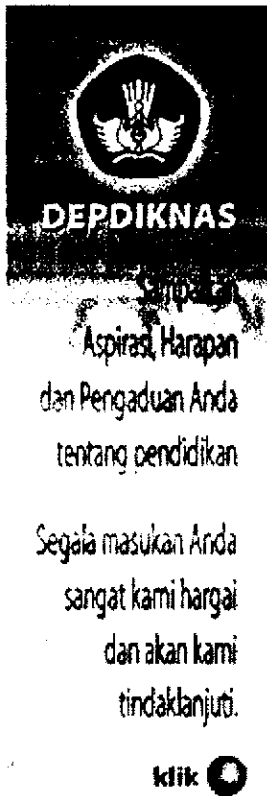 DEPDIKNAS
Sampaikan
Aspirasi, Harapan
dan Pengaduan Anda
tentang pendidikan
Segala masukan Anda
sangat kami hargai
dan akan kami
tindaklanjuti.
klik